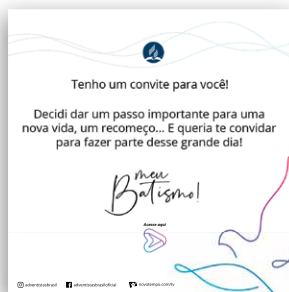 Tenho um convite para você!
Decidi dar um passo importante para uma
nova vida, um recomeço... E queria te convidar
para fazer parte desse grande dia!
meu
Batismo!
Acesse aqui
adventistasbrasil adventistasbrasiloficial novotempo.com/tv